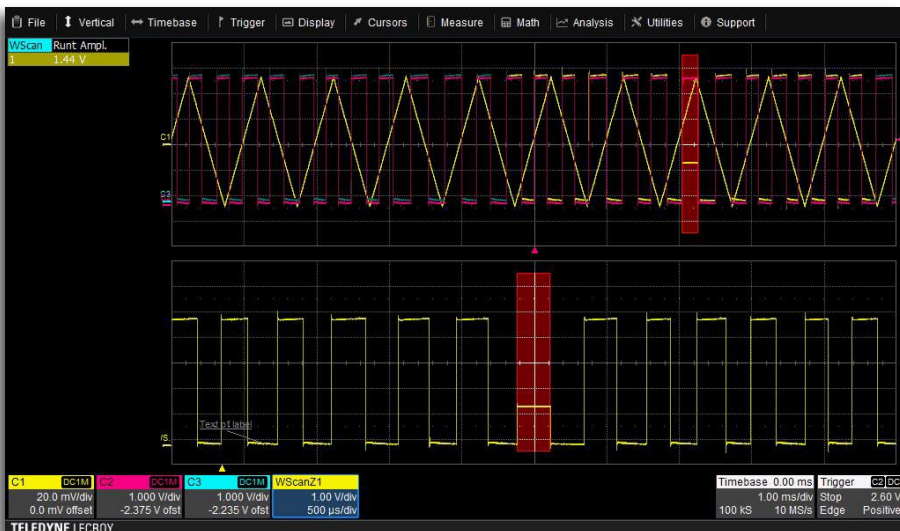 File Vertical Timebase Trigger Display Cursors Measure Math Analysis Utilities Support
WScan Runt Ampl.
1 1.44 V
C1
C3
Text of label
C1 DC1M C2 DC1M C3 DC1M WScanZ1 Timebase 0.00 ms Trigger C2 DC
20.0 mV/div 1.000 V/div 1.000 V/div 1.00 V/div 1.00 ms/div Stop 2.60 V
0.0 mV offset -2.375 V ofst -2.235 V ofst 500 µs/div 100 kS 10 MS/s Edge Positive
TELEDYNE LECROY